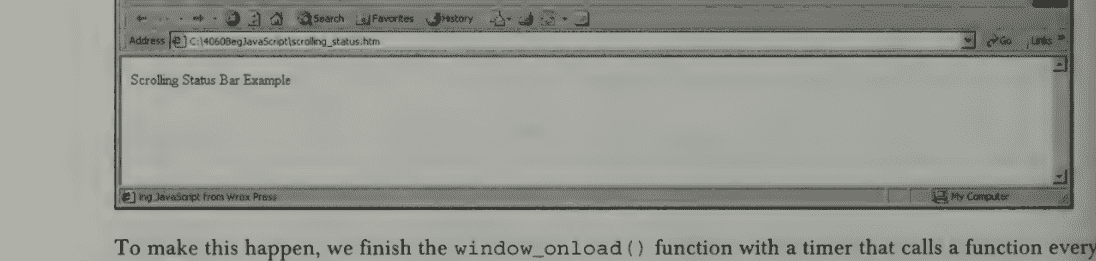 Search Favorites History
Address C:\4060BegJavaScript\scrolling_status.htm Go Links »
Scrolling Status Bar Example
ing JavaScript from Wrox Press My Computer
To make this happen, we finish the window_onload() function with a timer that calls a function every